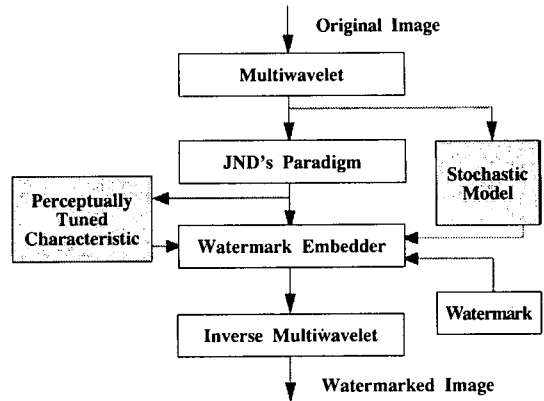 Original Image
Multiwavelet
JND's Paradigm
Stochastic
Model
Perceptually
Tuned
Characteristic
Watermark Embedder
Watermark
Inverse Multiwavelet
Watermarked Image